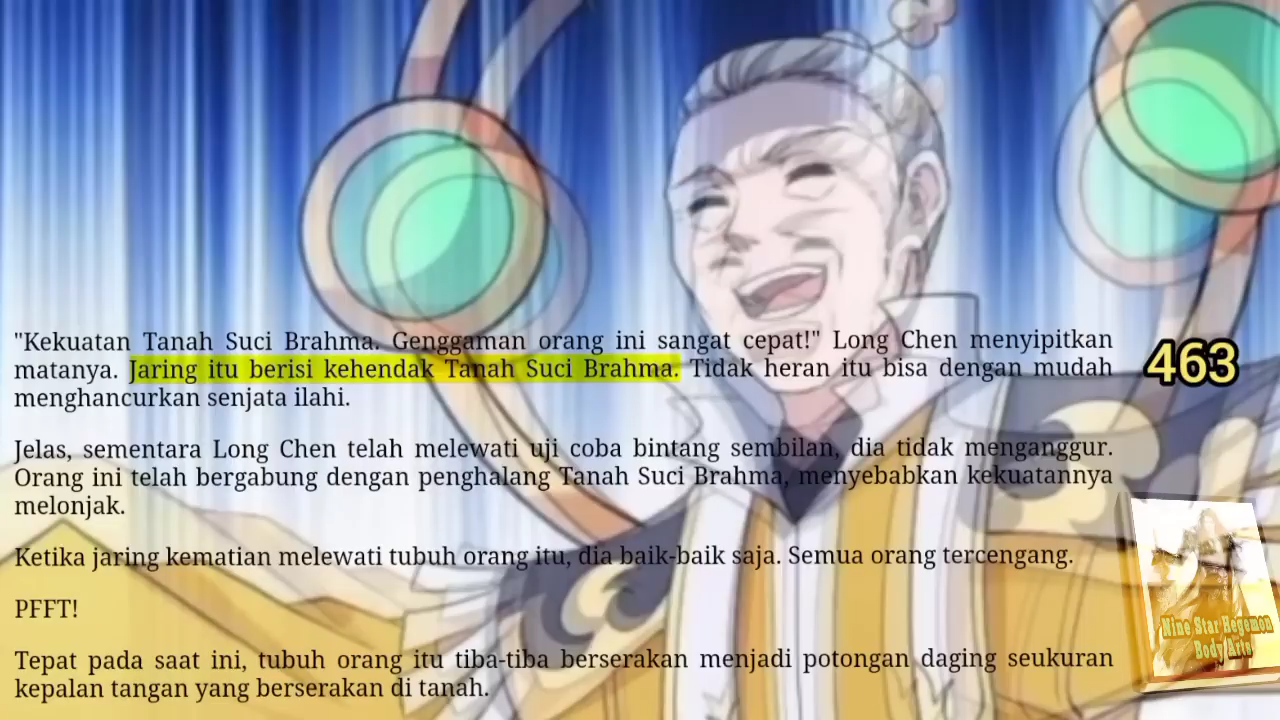 "Kekuatan Tanah Suci Brahma. Genggaman orang ini sangat cepat!" Long Chen menyipitkan
matanya. Jaring itu berisi kehendak Tanah Suci Brahma. Tidak heran itu bisa dengan mudah
menghancurkan senjata ilahi.
Jelas, sementara Long Chen telah melewati uji coba bintang sembilan, dia tidak menganggur.
Orang ini telah bergabung dengan penghalang Tanah Suci Brahma, menyebabkan kekuatannya
melonjak.
Ketika jaring kematian melewati tubuh orang itu, dia baik-baik saja. Semua orang tercengang.
PFFT!
Tepat pada saat ini, tubuh orang itu tiba-tiba berserakan menjadi potongan daging seukuran
kepalan tangan yang berserakan di tanah.
463
Nine Star Hegemon
Body Arts